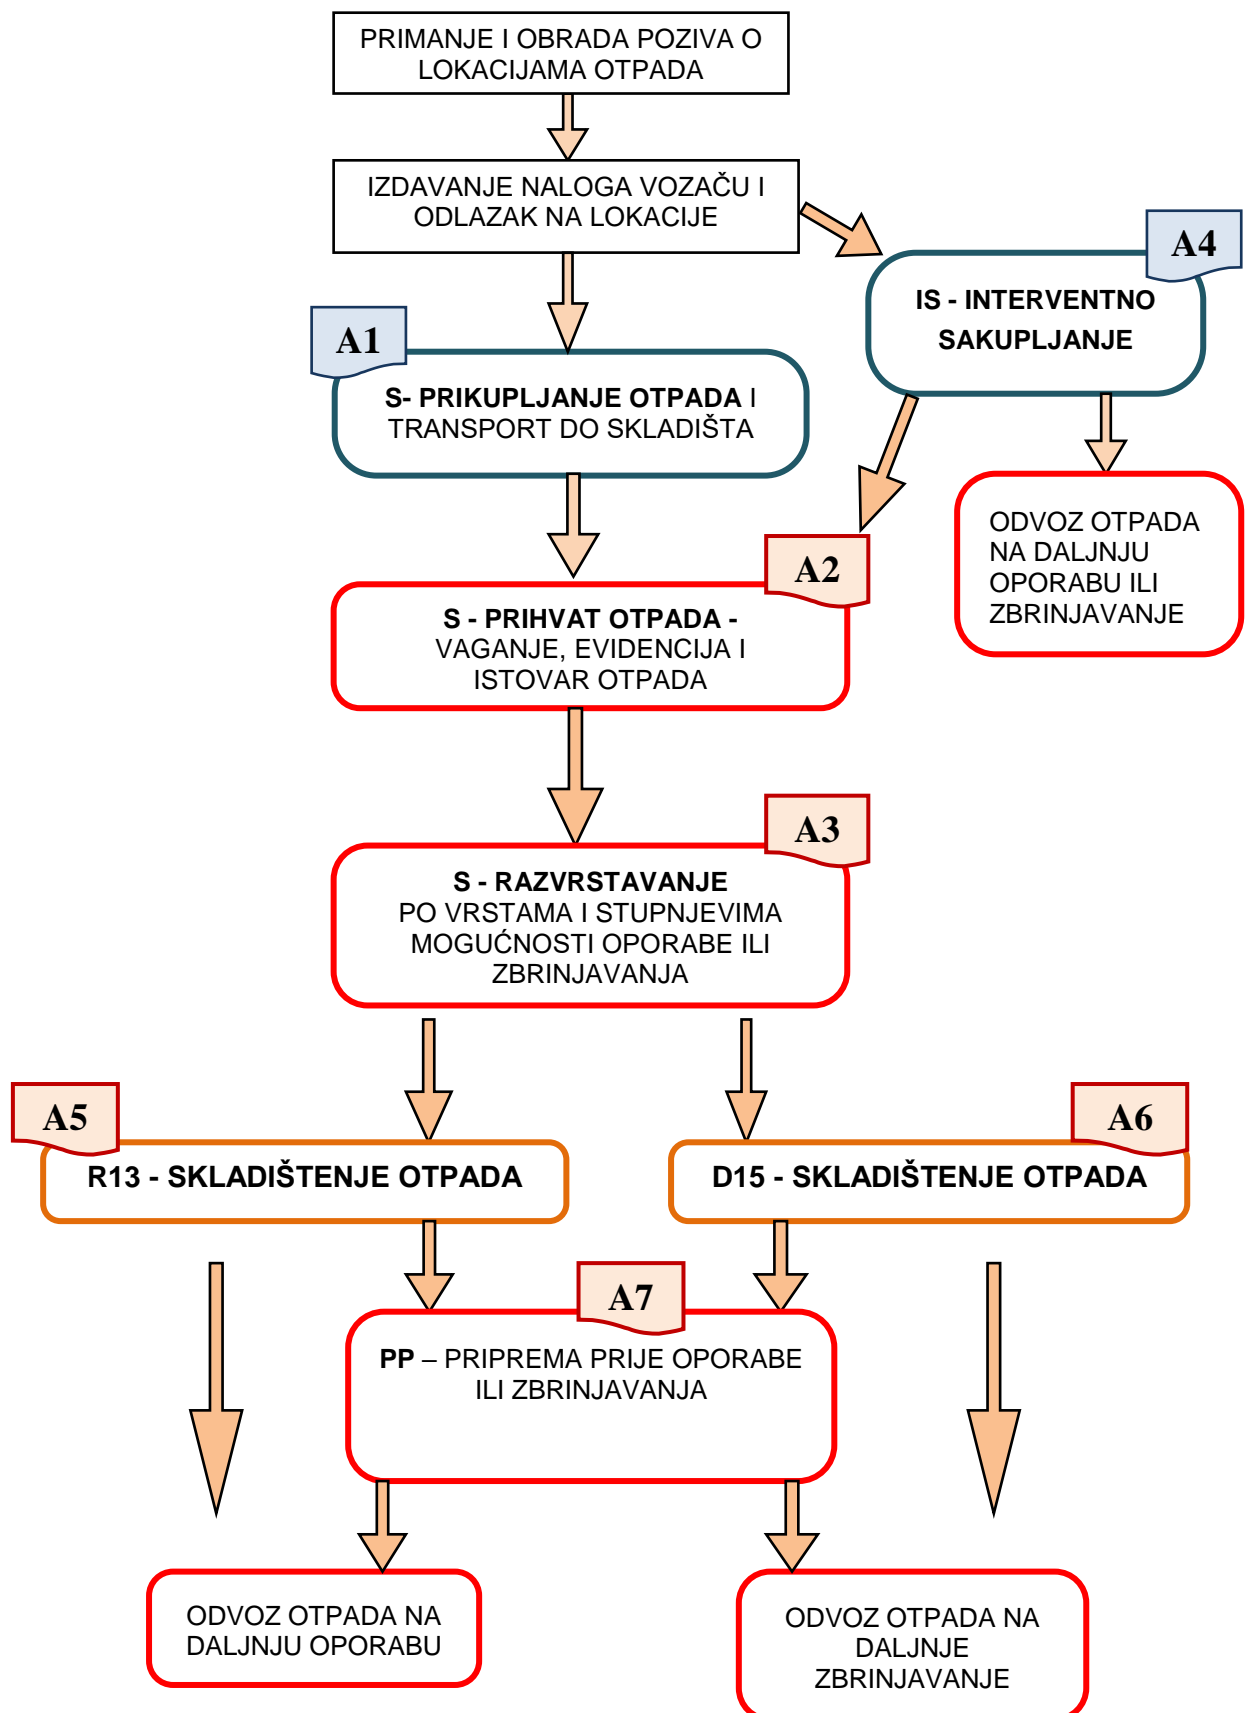 PRIMANJE I OBRADA POZIVA O
LOKACIJAMA OTPADA
IZDAVANJE NALOGA VOZAČU I
ODLAZAK NA LOKACIJE
A4
IS - INTERVENTNO
SAKUPLJANJE
A1
S- PRIKUPLJANJE OTPADA I
TRANSPORT DO SKLADIŠTA
ODVOZ OTPADA
NA DALJNJU
OPORABU ILI
ZBRINJAVANJE
A2
S - PRIHVAT OTPADA -
VAGANJE, EVIDENCIJA I
ISTOVAR OTPADA
A3
S - RAZVRSTAVANJE
PO VRSTAMA I STUPNJEVIMA
MOGUĆNOSTI OPORABE ILI
ZBRINJAVANJA
A5
R13 - SKLADIŠTENJE OTPADA
A6
D15 - SKLADIŠTENJE OTPADA
A7
PP – PRIPREMA PRIJE OPORABE
ILI ZBRINJAVANJA
ODVOZ OTPADA NA
DALJNJU OPORABU
ODVOZ OTPADA NA
DALJNJE
ZBRINJAVANJE